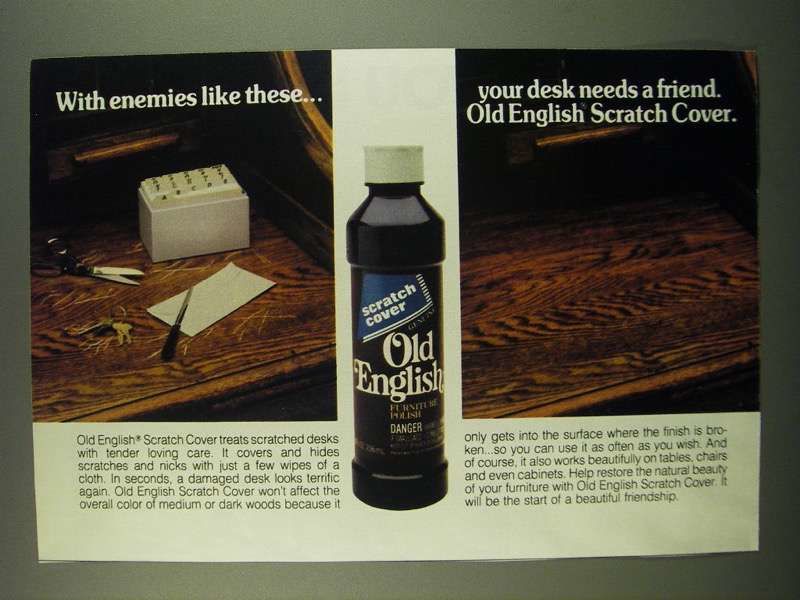 With enemies like these...
your desk needs a friend.
Old English® Scratch Cover.
scratch
cover
GENUINE
Old
English
FURNITURE
POLISH
DANGER
Old English® Scratch Cover treats scratched desks
with tender loving care. It covers and hides
scratches and nicks with just a few wipes of a
cloth. In seconds, a damaged desk looks terrific
again. Old English Scratch Cover won't affect the
overall color of medium or dark woods because it
only gets into the surface where the finish is bro-
ken...so you can use it as often as you wish. And
of course, it also works beautifully on tables, chairs
and even cabinets. Help restore the natural beauty
of your furniture with Old English Scratch Cover. It
will be the start of a beautiful friendship.